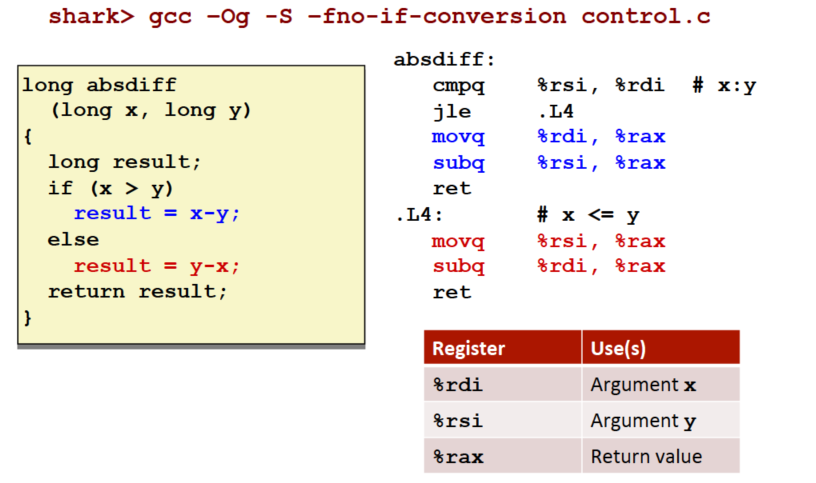 shark> gcc –Og -S –fno-if-conversion control.c
long absdiff
(long x, long y)
{
long result;
if (x > y)
result = x-y;
else
result = y-x;
return result;
}
absdiff:
cmpq %rsi, %rdi # x:y
jle .L4
movq %rdi, %rax
subq %rsi, %rax
ret
.L4: # x <= y
movq %rsi, %rax
subq %rdi, %rax
ret
Register Use(s)
%rdi Argument x
%rsi Argument y
%rax Return value